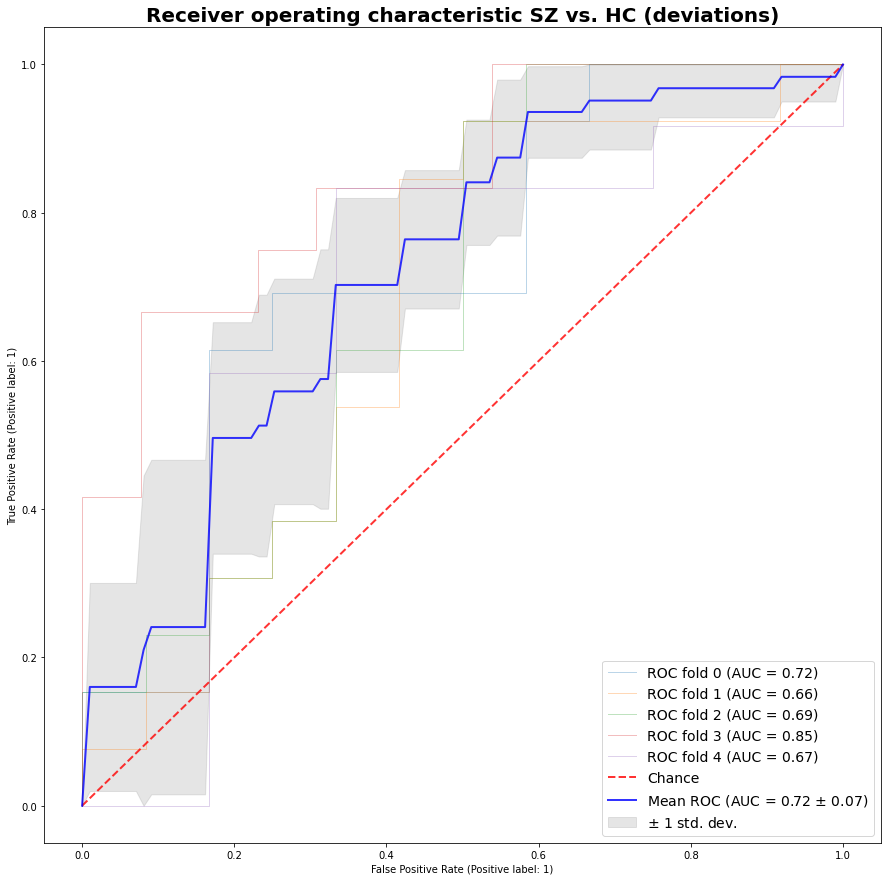 Receiver operating characteristic SZ vs. HC (deviations)
1.0
0.8
0.6
0.4
0.2
0.0
True Positive Rate (Positive label: 1)
ROC fold 0 (AUC = 0.72)
ROC fold 1 (AUC = 0.66)
ROC fold 2 (AUC = 0.69)
ROC fold 3 (AUC = 0.85)
ROC fold 4 (AUC = 0.67)
Chance
Mean ROC (AUC = 0.72 ± 0.07)
± 1 std. dev.
0.0 0.2 0.4 0.6 0.8 1.0
False Positive Rate (Positive label: 1)